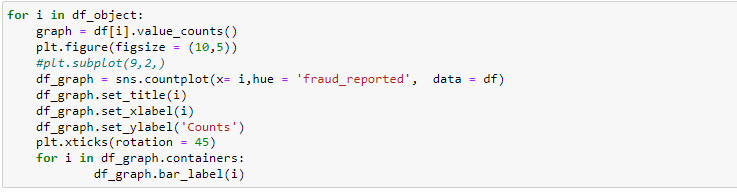 for i in df_object:
    graph = df[i].value_counts()
    plt.figure(figsize = (10,5))
    #plt.subplot(9,2,)
    df_graph = sns.countplot(x= i,hue = 'fraud_reported',  data = df)
    df_graph.set_title(i)
    df_graph.set_xlabel(i)
    df_graph.set_ylabel('Counts')
    plt.xticks(rotation = 45)
    for i in df_graph.containers:
            df_graph.bar_label(i)